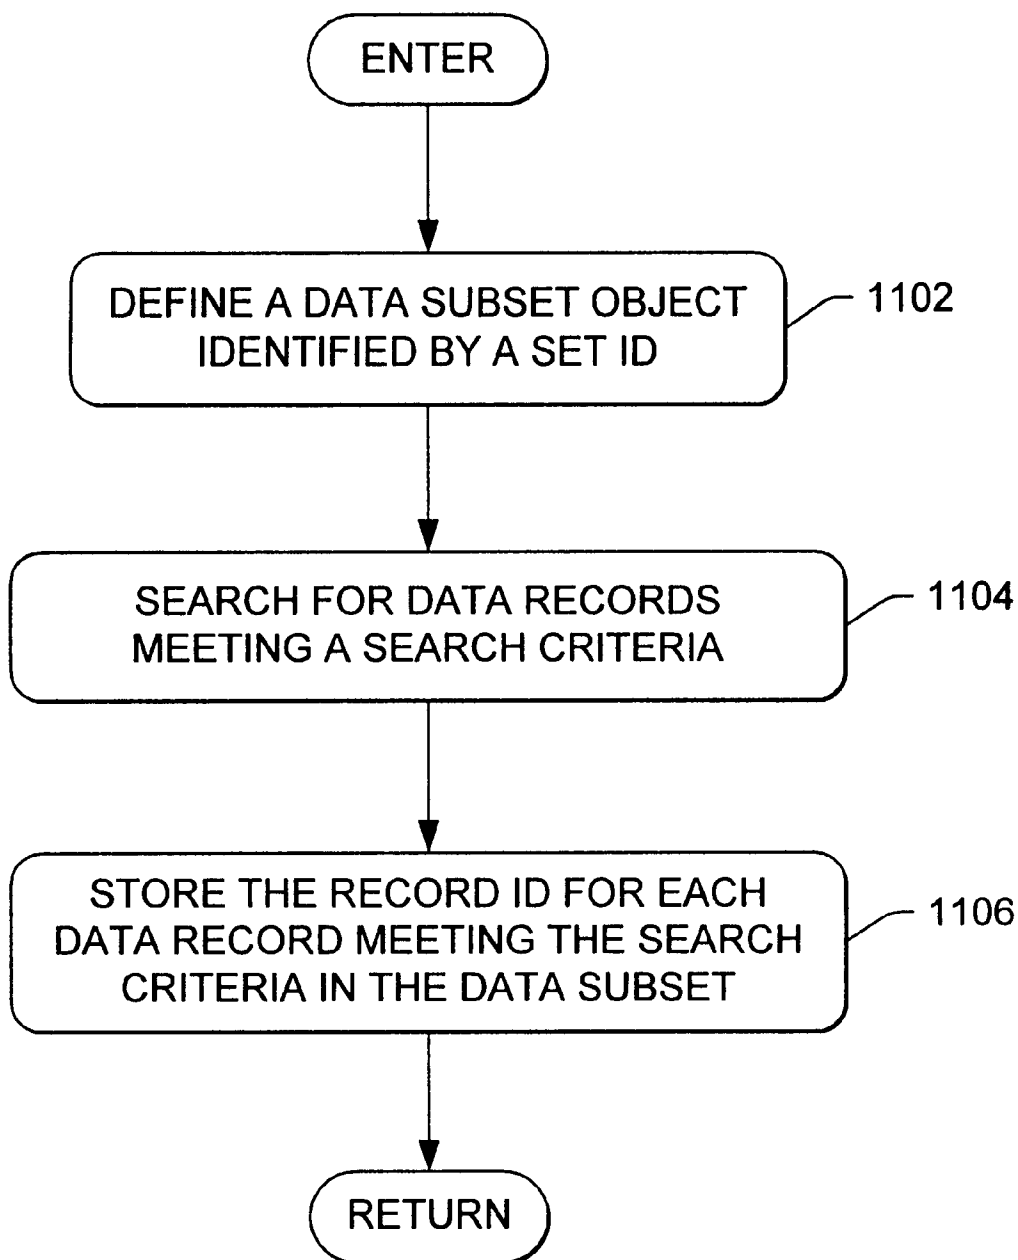 ENTER
DEFINE A DATA SUBSET OBJECT
IDENTIFIED BY A SET ID
1102
SEARCH FOR DATA RECORDS
MEETING A SEARCH CRITERIA
1104
STORE THE RECORD ID FOR EACH
DATA RECORD MEETING THE SEARCH
CRITERIA IN THE DATA SUBSET
1106
RETURN